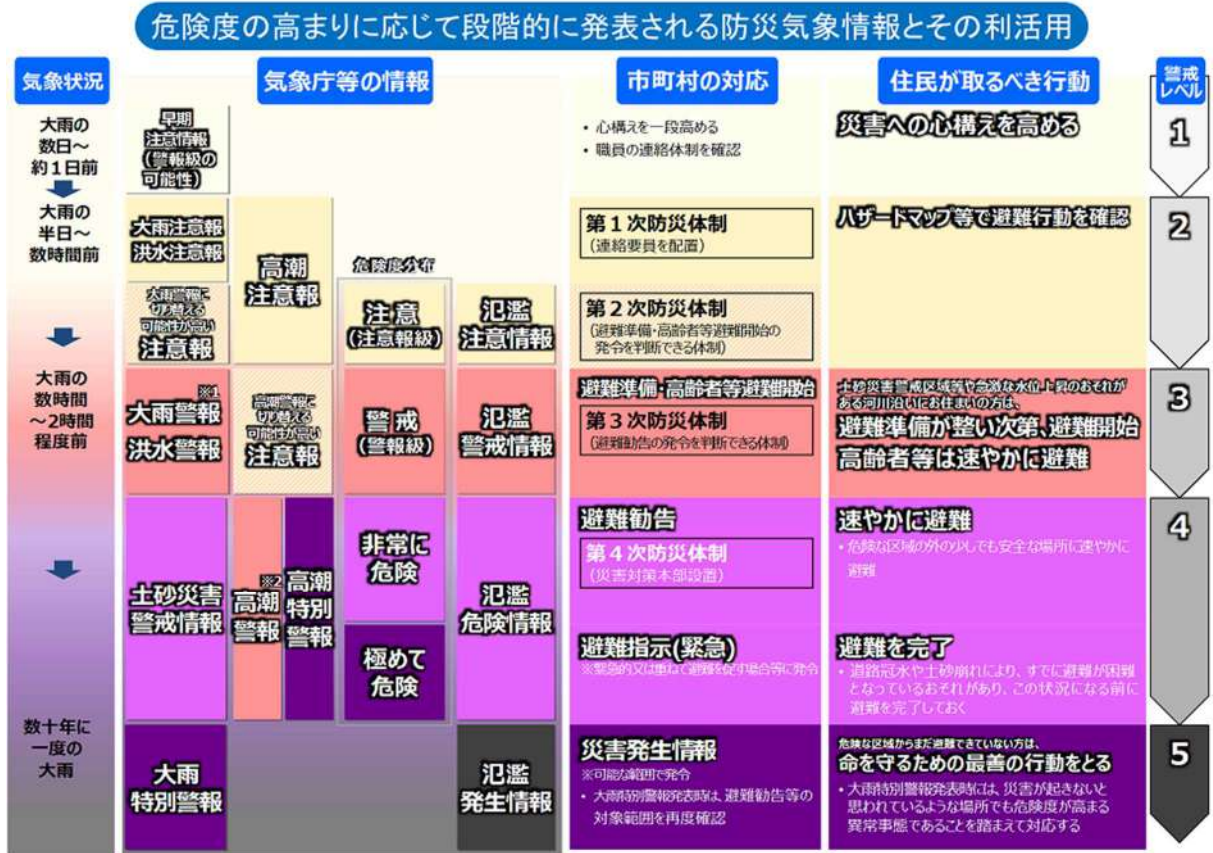 危険度の高まりに応じて段階的に発表される防災気象情報とその利活用
気象状況
気象庁等の情報
市町村の対応
住民が取るべき行動
警戒
レベル
大雨の
数日～
約１日前
早期
注意情報
(警報級の
可能性)
・心構えを一段高める
・職員の連絡体制を確認
災害への心構えを高める
1
大雨の
半日～
数時間前
大雨注意報
洪水注意報
高潮
注意報
危険度分布
第１次防災体制
(連絡要員を配置)
ハザードマップ等で避難行動を確認
2
大雨警報に
切り替える
可能性が高い
注意報
注意
(注意報級)
氾濫
注意情報
第２次防災体制
(避難準備・高齢者等避難開始の
発令を判断できる体制)
大雨の
数時間
～2時間
程度前
大雨警報
※1
洪水警報
高潮警報に
切り替える
可能性が高い
注意報
警戒
(警報級)
氾濫
警戒情報
避難準備・高齢者等避難開始
第３次防災体制
(避難勧告の発令を判断できる体制)
土砂災害警戒区域等や急激な水位上昇のおそれが
ある河川沿いにお住まいの方は、
避難準備が整い次第、避難開始
高齢者等は速やかに避難
3
土砂災害
警戒情報
※2
高潮
警報
高潮
特別
警報
非常に
危険
極めて
危険
氾濫
危険情報
避難勧告
第４次防災体制
(災害対策本部設置)
避難指示(緊急)
※緊急的又は重ねて避難を促す場合等に発令
速やかに避難
・危険な区域の外の少しでも安全な場所に速やかに
避難
避難を完了
・道路冠水や土砂崩れにより、すでに避難が困難
となっているおそれがあり、この状況になる前に
避難を完了しておく
4
数十年に
一度の
大雨
大雨
特別警報
氾濫
発生情報
災害発生情報
※可能な範囲で発令
・大雨特別警報発表時は、避難勧告等の
対象範囲を再度確認
危険な区域からまだ避難できていない方は、
命を守るための最善の行動をとる
・大雨特別警報発表時には、災害が起きないと
思われているような場所でも危険度が高まる
異常事態であることを踏まえて対応する
5